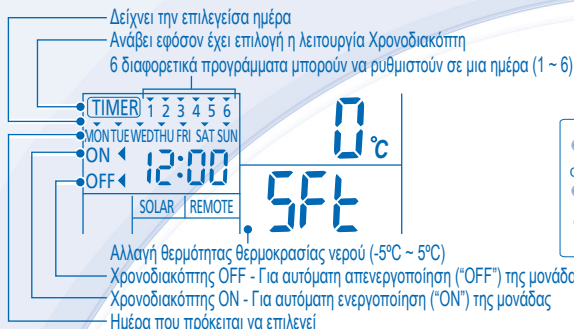 Δείχνει την επιλεγείσα ημέρα
Ανάβει εφόσον έχει επιλογή η λειτουργία Χρονοδιακόπτη
6 διαφορετικά προγράμματα μπορούν να ρυθμιστούν σε μια ημέρα (1 ~ 6)
TIMER 1 2 3 4 5 6
MON TUE WED THU FRI SAT SUN
ON
12:00
OFF
SOLAR REMOTE
0 °C
SFt
Αλλαγή θερμότητας θερμοκρασίας νερού (-5ºC ~ 5ºC)
Χρονοδιακόπτης OFF - Για αυτόματη απενεργοποίηση (“OFF”) της μονάδα
Χρονοδιακόπτης ON - Για αυτόματη ενεργοποίηση (“ON”) της μονάδας
Ημέρα που πρόκειται να επιλεγεί